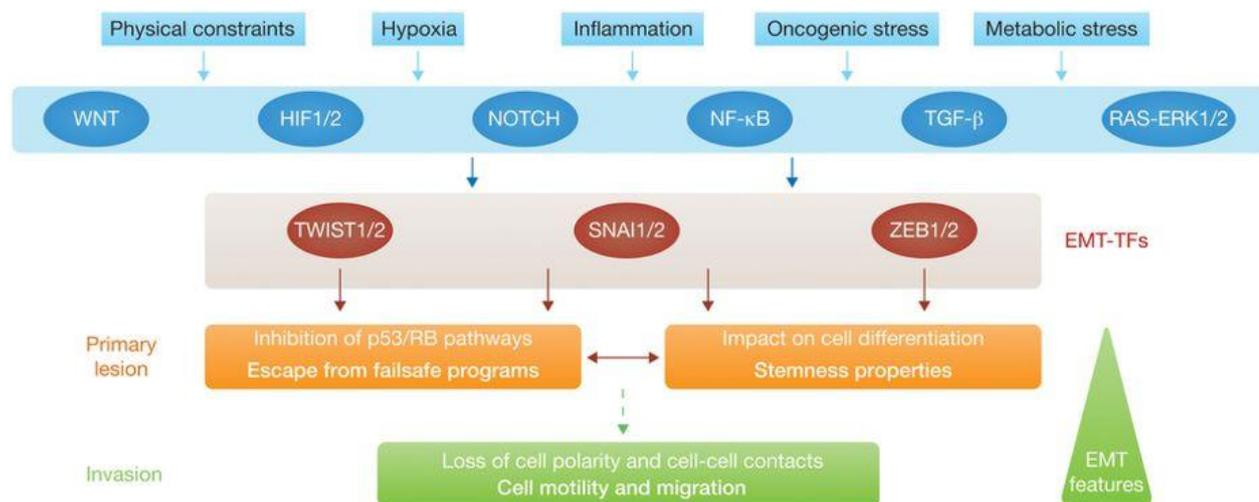 Physical constraints
Hypoxia
Inflammation
Oncogenic stress
Metabolic stress
WNT
HIF1/2
NOTCH
NF-κB
TGF-β
RAS-ERK1/2
TWIST1/2
SNAI1/2
ZEB1/2
EMT-TFs
Primary
lesion
Inhibition of p53/RB pathways
Escape from failsafe programs
Impact on cell differentiation
Stemness properties
Invasion
Loss of cell polarity and cell-cell contacts
Cell motility and migration
EMT
features